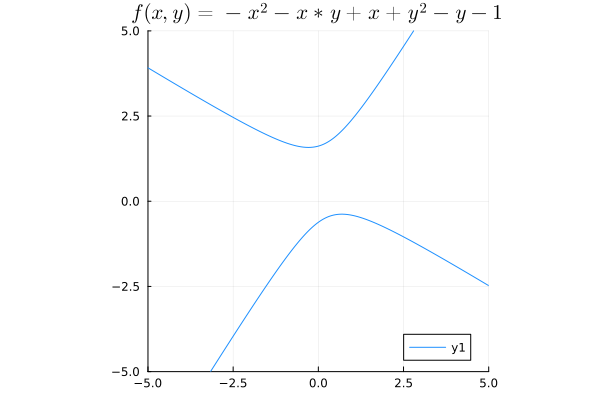 f(x, y) = − x² − x ∗ y + x + y² − y − 1
5.0
2.5
0.0
−2.5
−5.0
−5.0 −2.5 0.0 2.5 5.0
y1